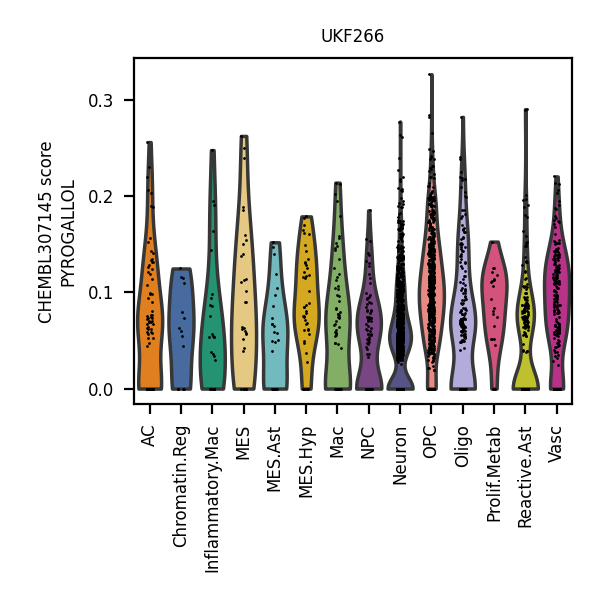 UKF266
CHEMBL307145 score
PYROGALLOL
0.3
0.2
0.1
0.0
AC
Chromatin.Reg
Inflammatory.Mac
MES
MES.Ast
MES.Hyp
Mac
NPC
Neuron
OPC
Oligo
Prolif.Metab
Reactive.Ast
Vasc